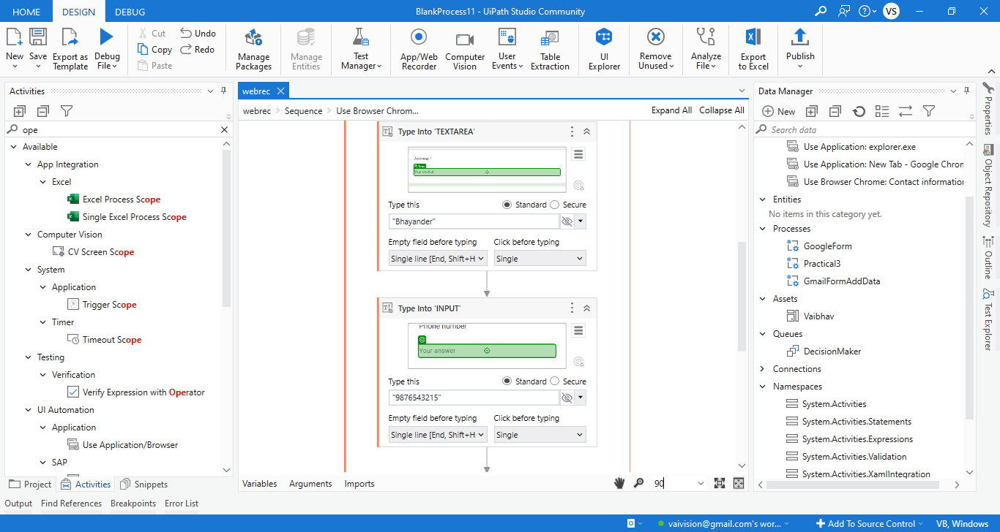 HOME DESIGN DEBUG
BlankProcess11 - UiPath Studio Community
VS
New
Save
Export as
Template
Debug
File
Cut
Copy
Paste
Undo
Redo
Manage
Packages
Manage
Entities
Test
Manager
App/Web
Recorder
Computer
Vision
User
Events
Table
Extraction
UI
Explorer
Remove
Unused
Analyze
File
Export
to Excel
Publish
Activities
ope
Available
App Integration
Excel
Excel Process Scope
Single Excel Process Scope
Computer Vision
CV Screen Scope
System
Application
Trigger Scope
Timer
Timeout Scope
Testing
Verification
Verify Expression with Operator
UI Automation
Application
Use Application/Browser
SAP
Project Activities Snippets
webrec
webrec > Sequence > Use Browser Chrom...
Expand All Collapse All
Type Into 'TEXTAREA'
Address *
Your answer
Type this Standard Secure
"Bhayander"
Empty field before typing Click before typing
Single line [End, Shift+H Single
Type Into 'INPUT'
Phone number
Your answer
Type this Standard Secure
"9876543215"
Empty field before typing Click before typing
Single line [End, Shift+H Single
Variables Arguments Imports
90
Data Manager
New
Search data
Use Application: explorer.exe
Use Application: New Tab - Google Chron
Use Browser Chrome: Contact information
Entities
No items in this category yet.
Processes
GoogleForm
Practical3
GmailFormAddData
Assets
Vaibhav
Queues
DecisionMaker
Connections
Namespaces
System.Activities
System.Activities.Statements
System.Activities.Expressions
System.Activities.Validation
System.Activities.XamlIntegration
Properties
Object Repository
Outline
Test Explorer
Output Find References Breakpoints Error List
vaivision@gmail.com's wor...
Add To Source Control
VB, Windows